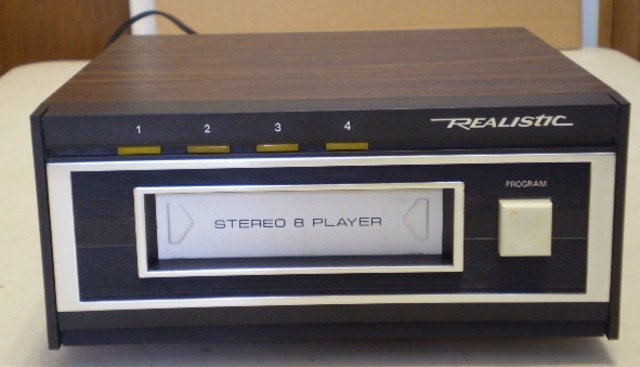 1 2 3 4
REALISTIC
PROGRAM
STEREO 8 PLAYER